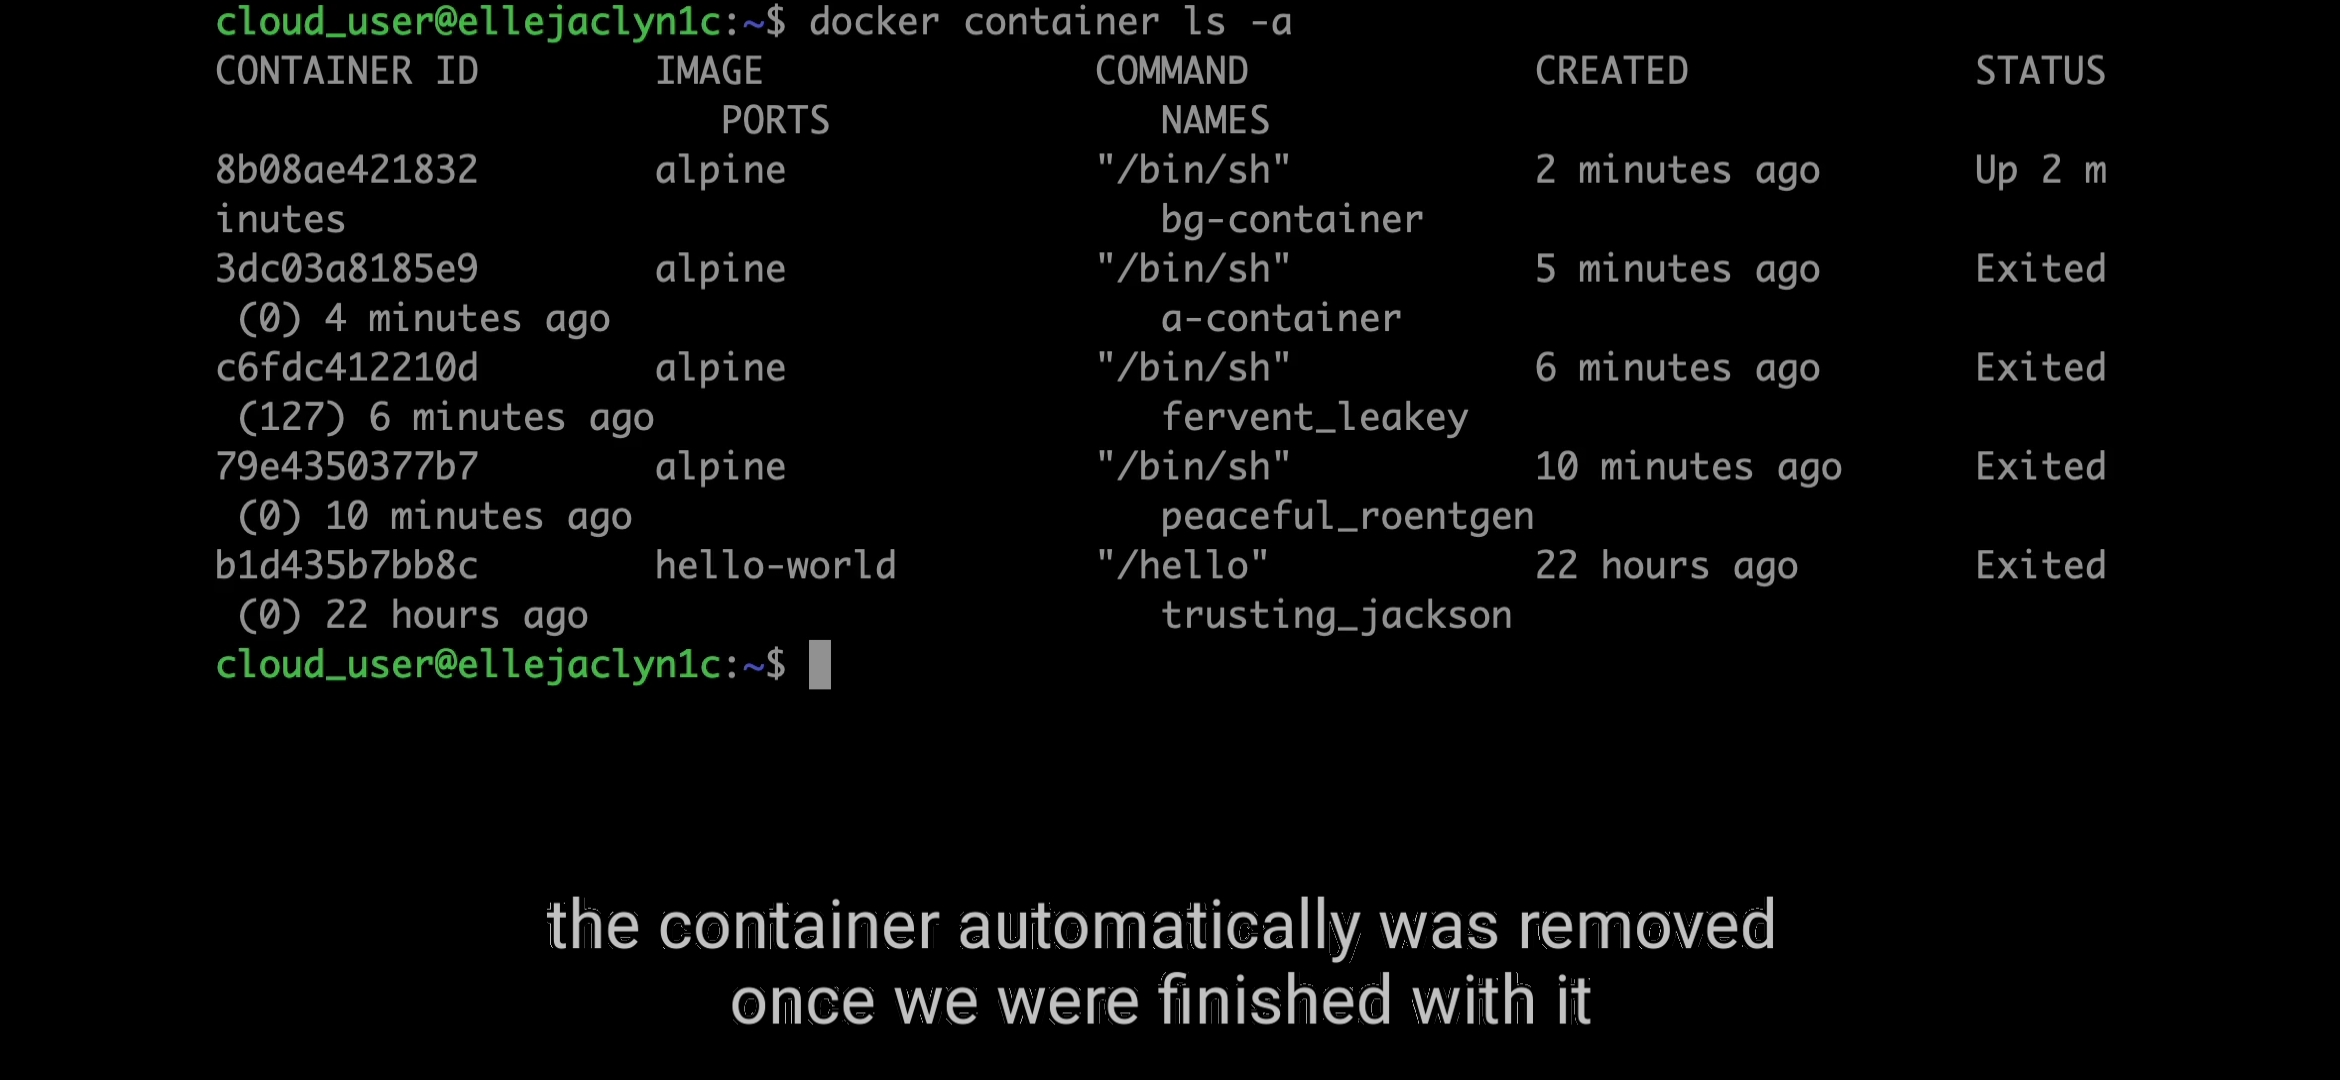 cloud_user@ellejaclyn1c:~$ docker container ls -a
CONTAINER ID        IMAGE               COMMAND             CREATED             STATUS
                       PORTS               NAMES
8b08ae421832        alpine              "/bin/sh"           2 minutes ago       Up 2 m
inutes                                     bg-container
3dc03a8185e9        alpine              "/bin/sh"           5 minutes ago       Exited
 (0) 4 minutes ago                         a-container
c6fdc412210d        alpine              "/bin/sh"           6 minutes ago       Exited
 (127) 6 minutes ago                       fervent_leakey
79e4350377b7        alpine              "/bin/sh"           10 minutes ago      Exited
 (0) 10 minutes ago                        peaceful_roentgen
b1d435b7bb8c        hello-world         "/hello"            22 hours ago        Exited
 (0) 22 hours ago                          trusting_jackson
cloud_user@ellejaclyn1c:~$
the container automatically was removed
once we were finished with it